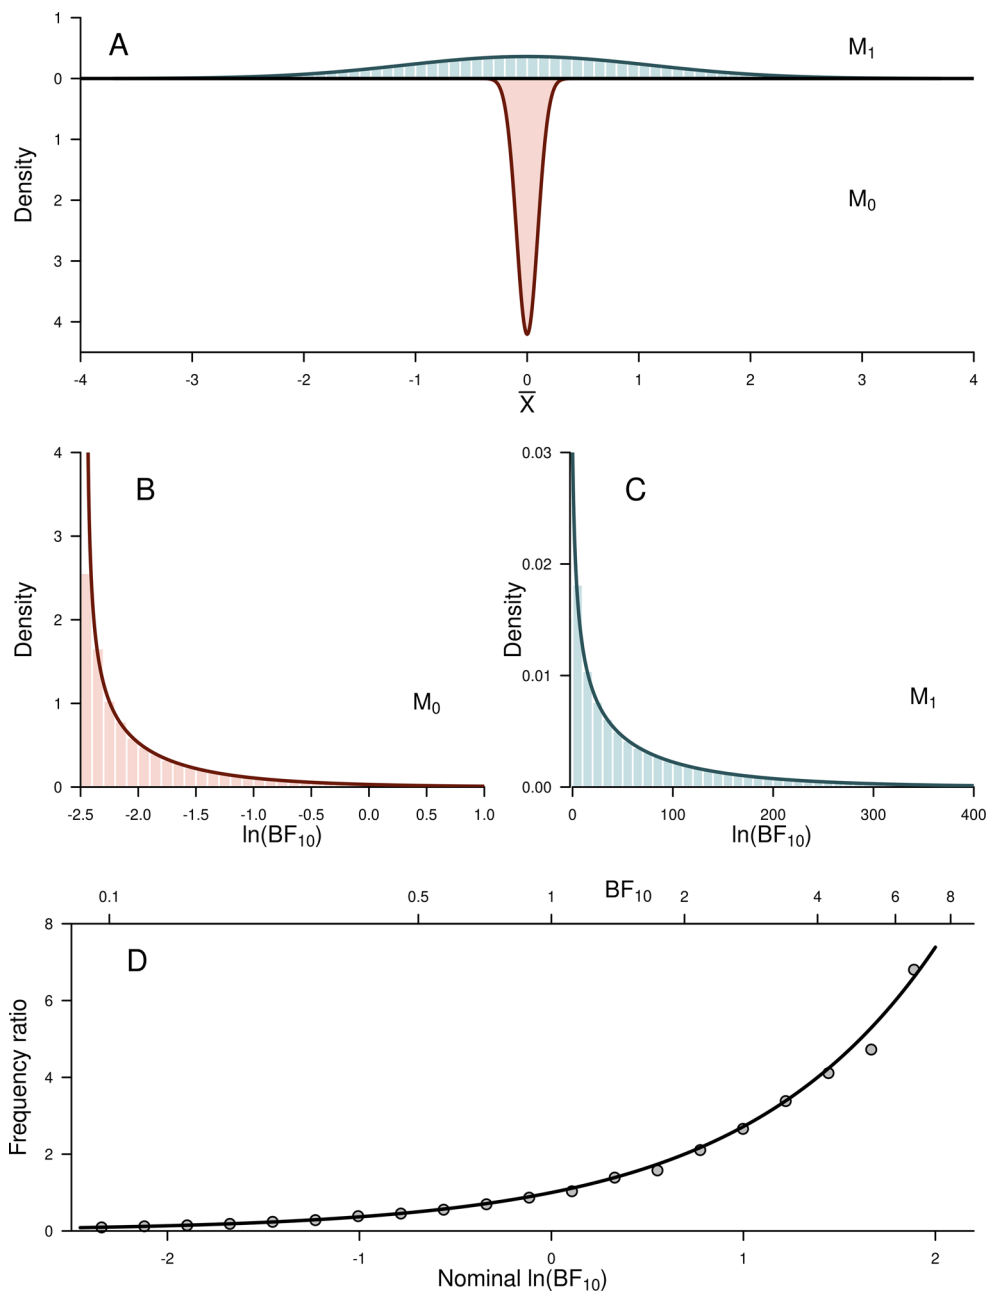 A
M1
M0
Density
1
0
1
2
3
4
-4 -3 -2 -1 0 1 2 3 4
X̅
B
M0
Density
4
3
2
1
0
-2.5 -2.0 -1.5 -1.0 -0.5 0.0 0.5 1.0
ln(BF10)
C
M1
Density
0.03
0.02
0.01
0.00
0 100 200 300 400
ln(BF10)
BF10
0.1 0.5 1 2 4 6 8
D
Frequency ratio
8
6
4
2
0
-2 -1 0 1 2
Nominal ln(BF10)